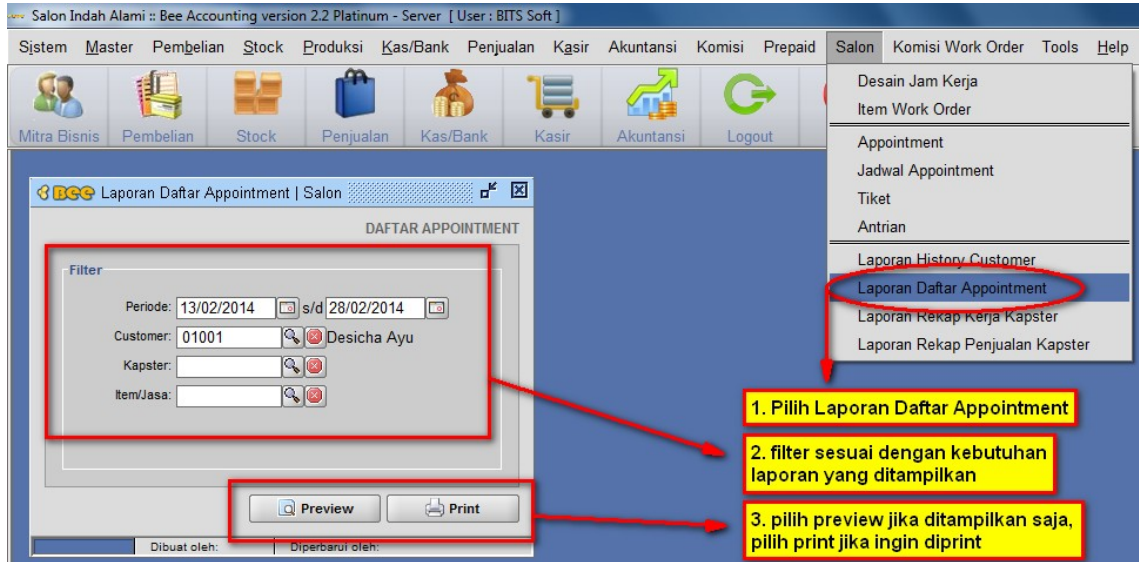 Salon Indah Alami :: Bee Accounting version 2.2 Platinum - Server [ User : BITS Soft ]
Sistem Master Pembelian Stock Produksi Kas/Bank Penjualan Kasir Akuntansi Komisi Prepaid Salon Komisi Work Order Tools Help
Mitra Bisnis Pembelian Stock Penjualan Kas/Bank Kasir Akuntansi Logout
Desain Jam Kerja
Item Work Order
Appointment
Jadwal Appointment
Tiket
Antrian
Laporan History Customer
Laporan Daftar Appointment
Laporan Rekap Kerja Kapster
Laporan Rekap Penjualan Kapster
BEE Laporan Daftar Appointment | Salon
DAFTAR APPOINTMENT
Filter
Periode: 13/02/2014 s/d 28/02/2014
Customer: 01001 Desicha Ayu
Kapster:
Item/Jasa:
Preview Print
Dibuat oleh: Diperbarui oleh:
1. Pilih Laporan Daftar Appointment
2. filter sesuai dengan kebutuhan
laporan yang ditampilkan
3. pilih preview jika ditampilkan saja,
pilih print jika ingin diprint